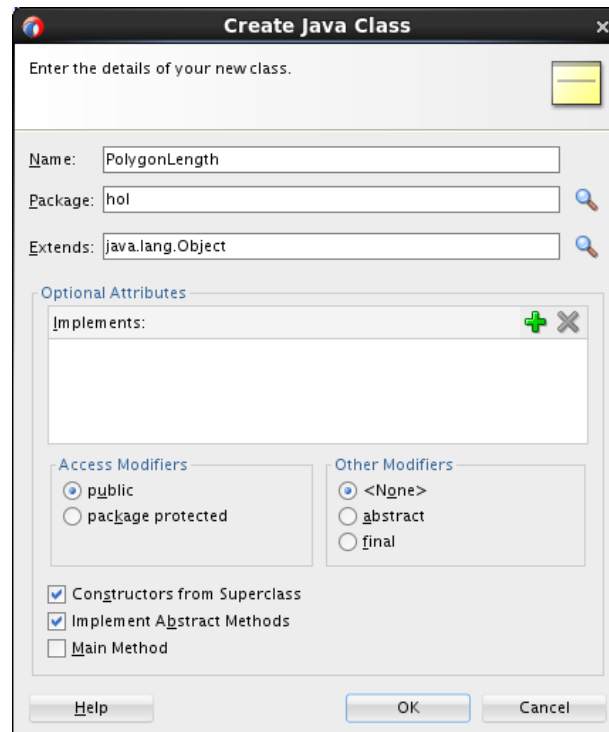 Create Java Class
Enter the details of your new class.
Name: PolygonLength
Package: hol
Extends: java.lang.Object
Optional Attributes
Implements:
Access Modifiers
public
package protected
Other Modifiers
<None>
abstract
final
Constructors from Superclass
Implement Abstract Methods
Main Method
Help OK Cancel